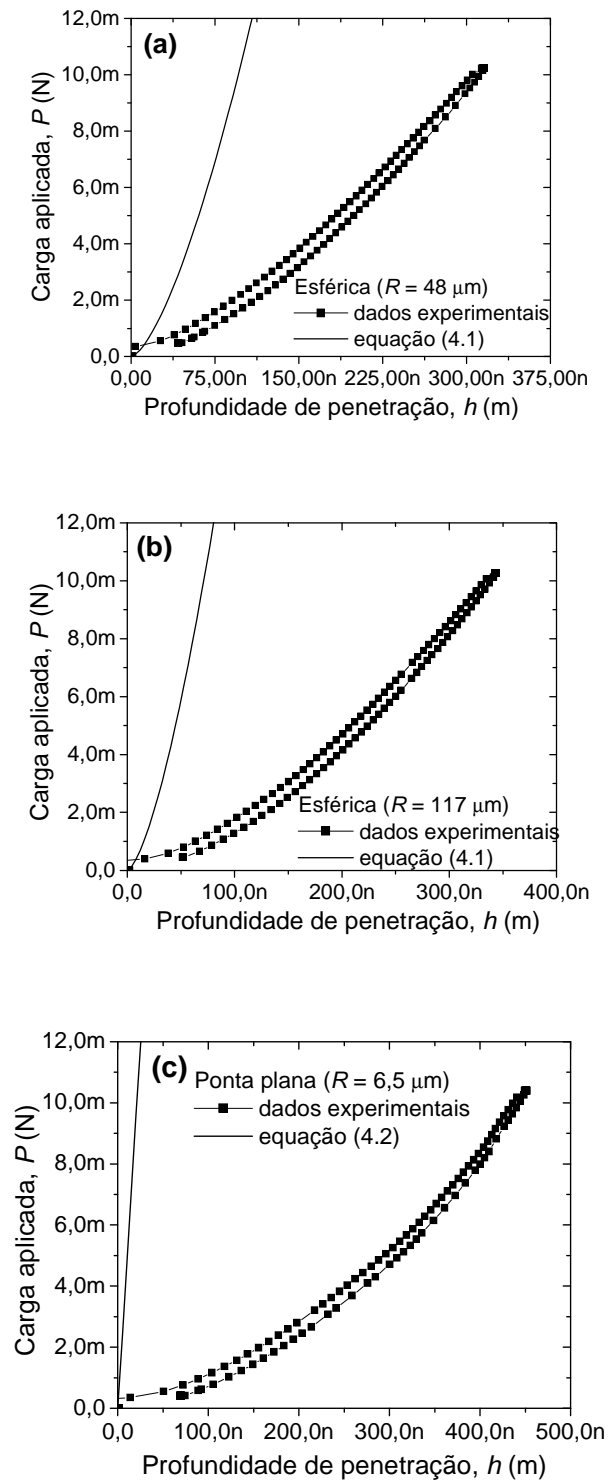 (a)
12,0m
10,0m
8,0m
6,0m
4,0m
2,0m
0,0
Carga aplicada, P (N)
Esférica (R = 48 μm)
dados experimentais
equação (4.1)
0,00 75,00n 150,00n 225,00n 300,00n 375,00n
Profundidade de penetração, h (m)
(b)
12,0m
10,0m
8,0m
6,0m
4,0m
2,0m
0,0
Carga aplicada, P (N)
Esférica (R = 117 μm)
dados experimentais
equação (4.1)
0,0 100,0n 200,0n 300,0n 400,0n
Profundidade de penetração, h (m)
(c)
12,0m
10,0m
8,0m
6,0m
4,0m
2,0m
0,0
Carga aplicada, P (N)
Ponta plana (R = 6,5 μm)
dados experimentais
equação (4.2)
0,0 100,0n 200,0n 300,0n 400,0n 500,0n
Profundidade de penetração, h (m)